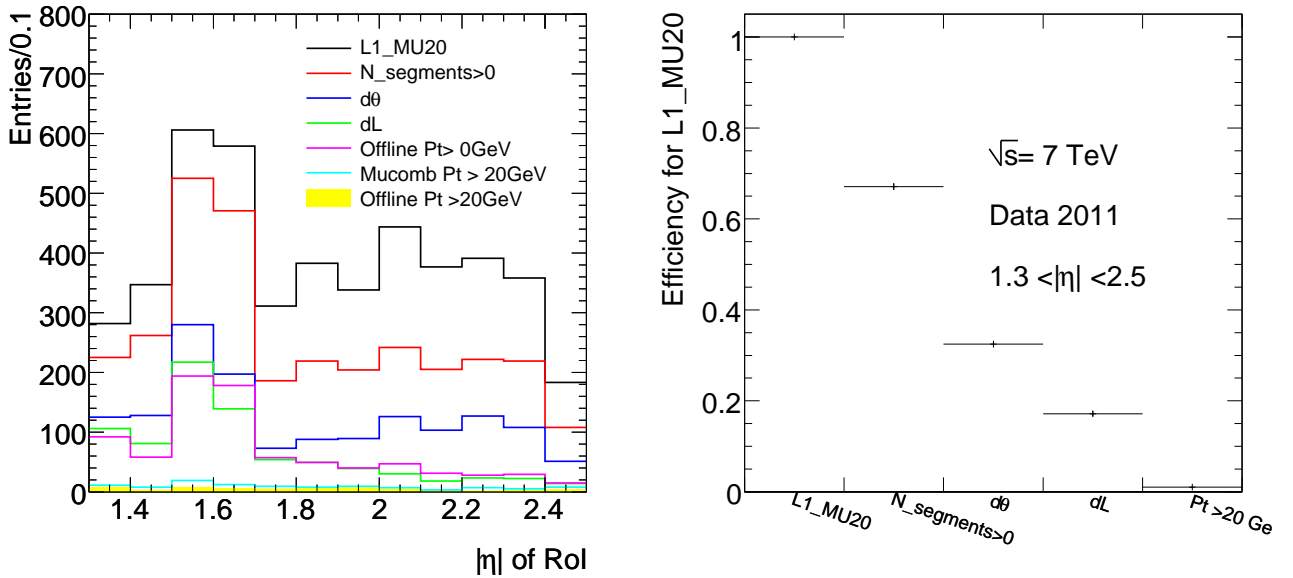 Entries/0.1
800
700
600
500
400
300
200
100
0
L1_MU20
N_segments>0
dθ
dL
Offline Pt> 0GeV
Mucomb Pt > 20GeV
Offline Pt >20GeV
1.4 1.6 1.8 2 2.2 2.4
|η| of RoI
Efficiency for L1_MU20
1
0.8
0.6
0.4
0.2
0
√s= 7 TeV
Data 2011
1.3 <|η| <2.5
L1_MU20 N_segments>0 dθ dL Pt >20 Ge